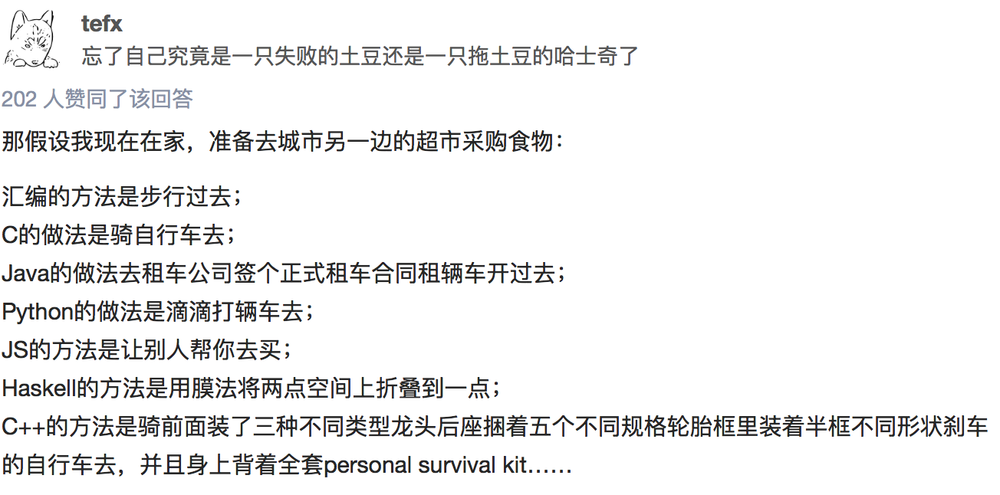 tefx
忘了自己究竟是一只失败的土豆还是一只拖土豆的哈士奇了
202 人赞同了该回答
那假设我现在在家，准备去城市另一边的超市采购食物：
汇编的方法是步行过去；
C的做法是骑自行车去；
Java的做法去租车公司签个正式租车合同租辆车开过去；
Python的做法是滴滴打辆车去；
JS的方法是让别人帮你去买；
Haskell的方法是用膜法将两点空间上折叠到一点；
C++的方法是骑前面装了三种不同类型龙头后座捆着五个不同规格轮胎框里装着半框不同形状刹车
的自行车去，并且身上背着全套personal survival kit……